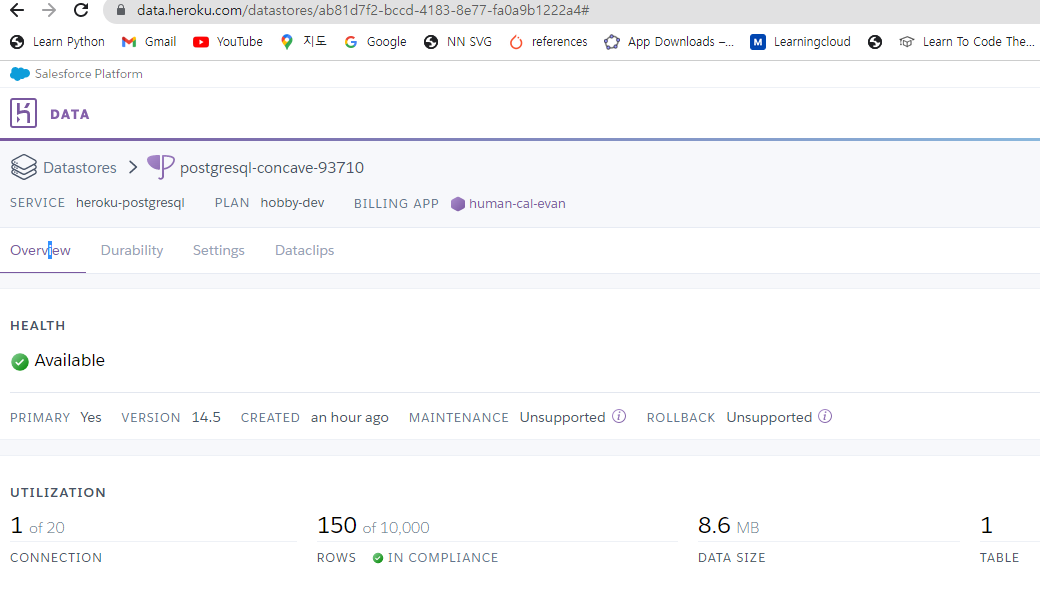 data.heroku.com/datastores/ab81d7f2-bccd-4183-8e77-fa0a9b1222a4#
Learn Python Gmail YouTube 지도 Google NN SVG references App Downloads –... M Learningcloud Learn To Code The...
Salesforce Platform
DATA
Datastores > postgresql-concave-93710
SERVICE heroku-postgresql PLAN hobby-dev BILLING APP human-cal-evan
Overview Durability Settings Dataclips
HEALTH
Available
PRIMARY Yes VERSION 14.5 CREATED an hour ago MAINTENANCE Unsupported ROLLBACK Unsupported
UTILIZATION
1 of 20 150 of 10,000 8.6 MB 1
CONNECTION ROWS IN COMPLIANCE DATA SIZE TABLE